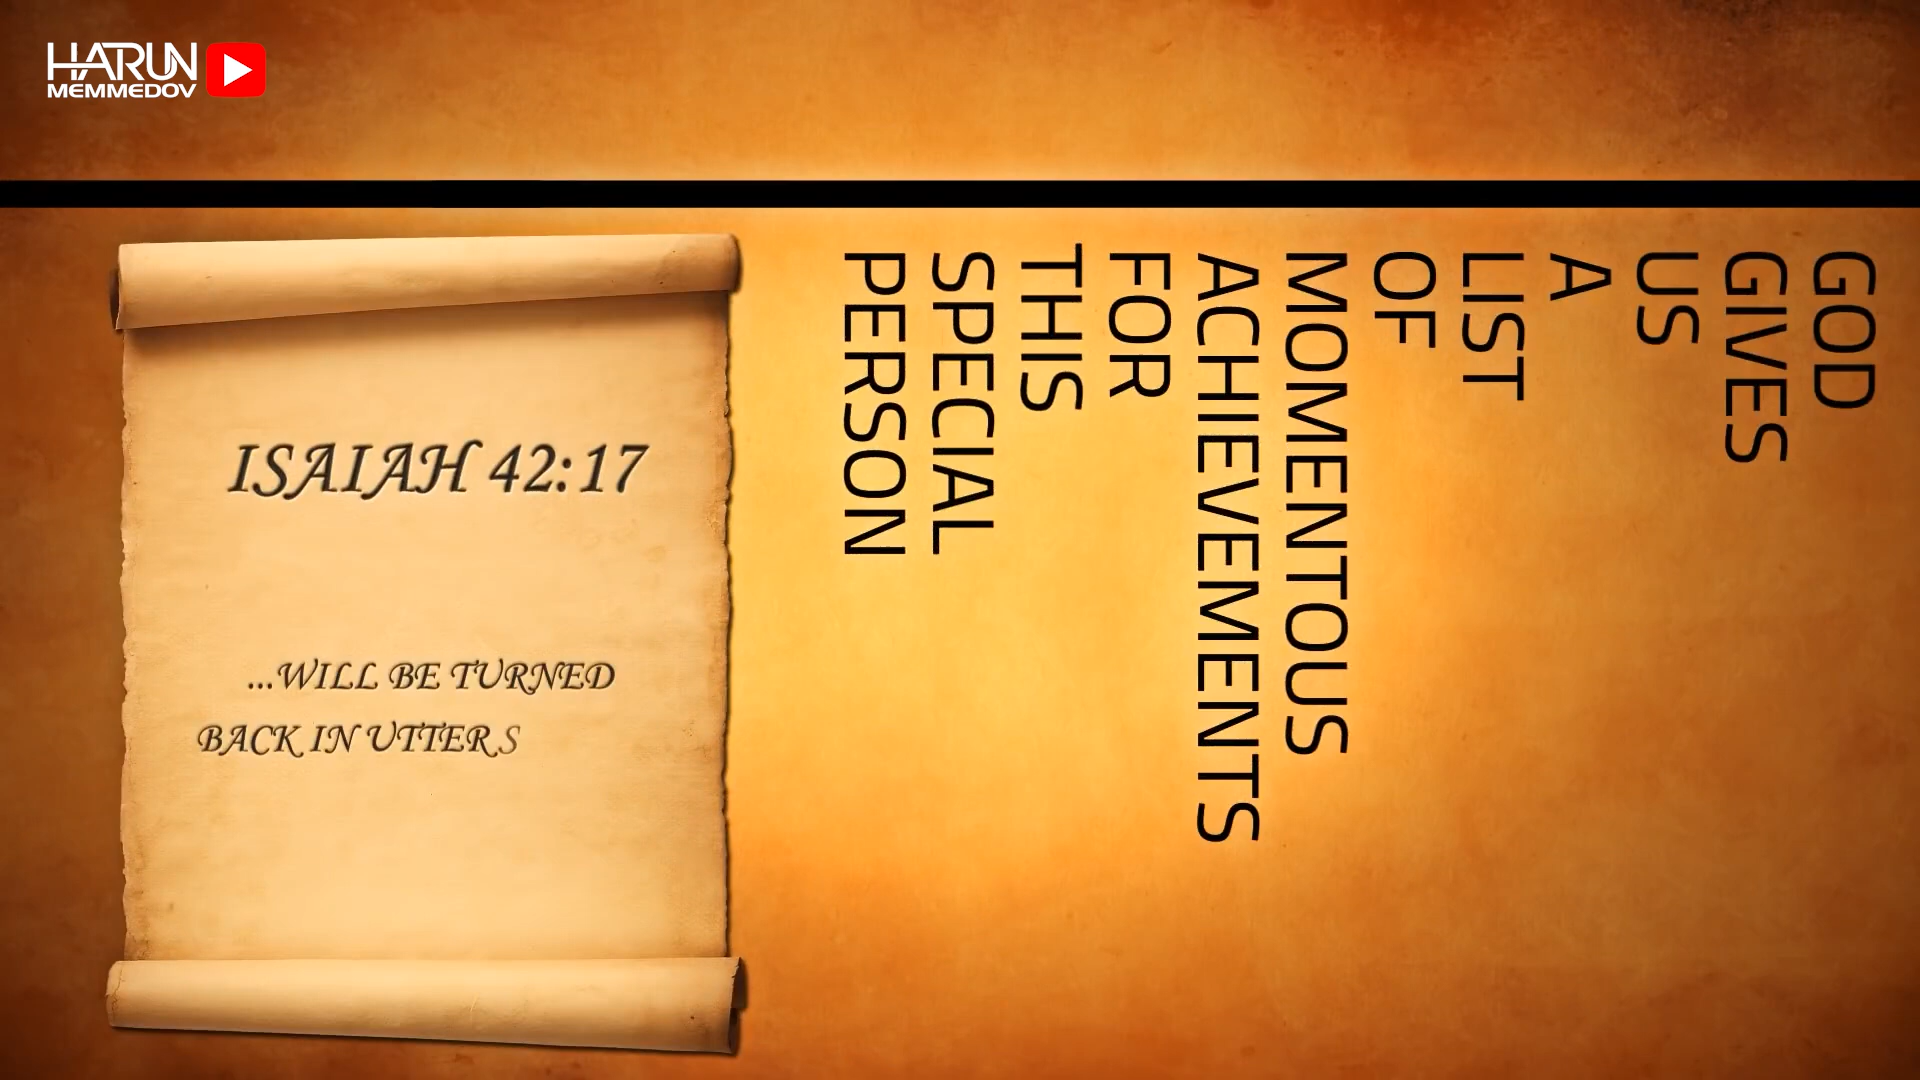 HARUN
MEMMEDOV
ISAIAH 42:17
...WILL BE TURNED
BACK IN UTTER S
GOD
GIVES
US
A
LIST
OF
MOMENTOUS
ACHIEVEMENTS
FOR
THIS
SPECIAL
PERSON